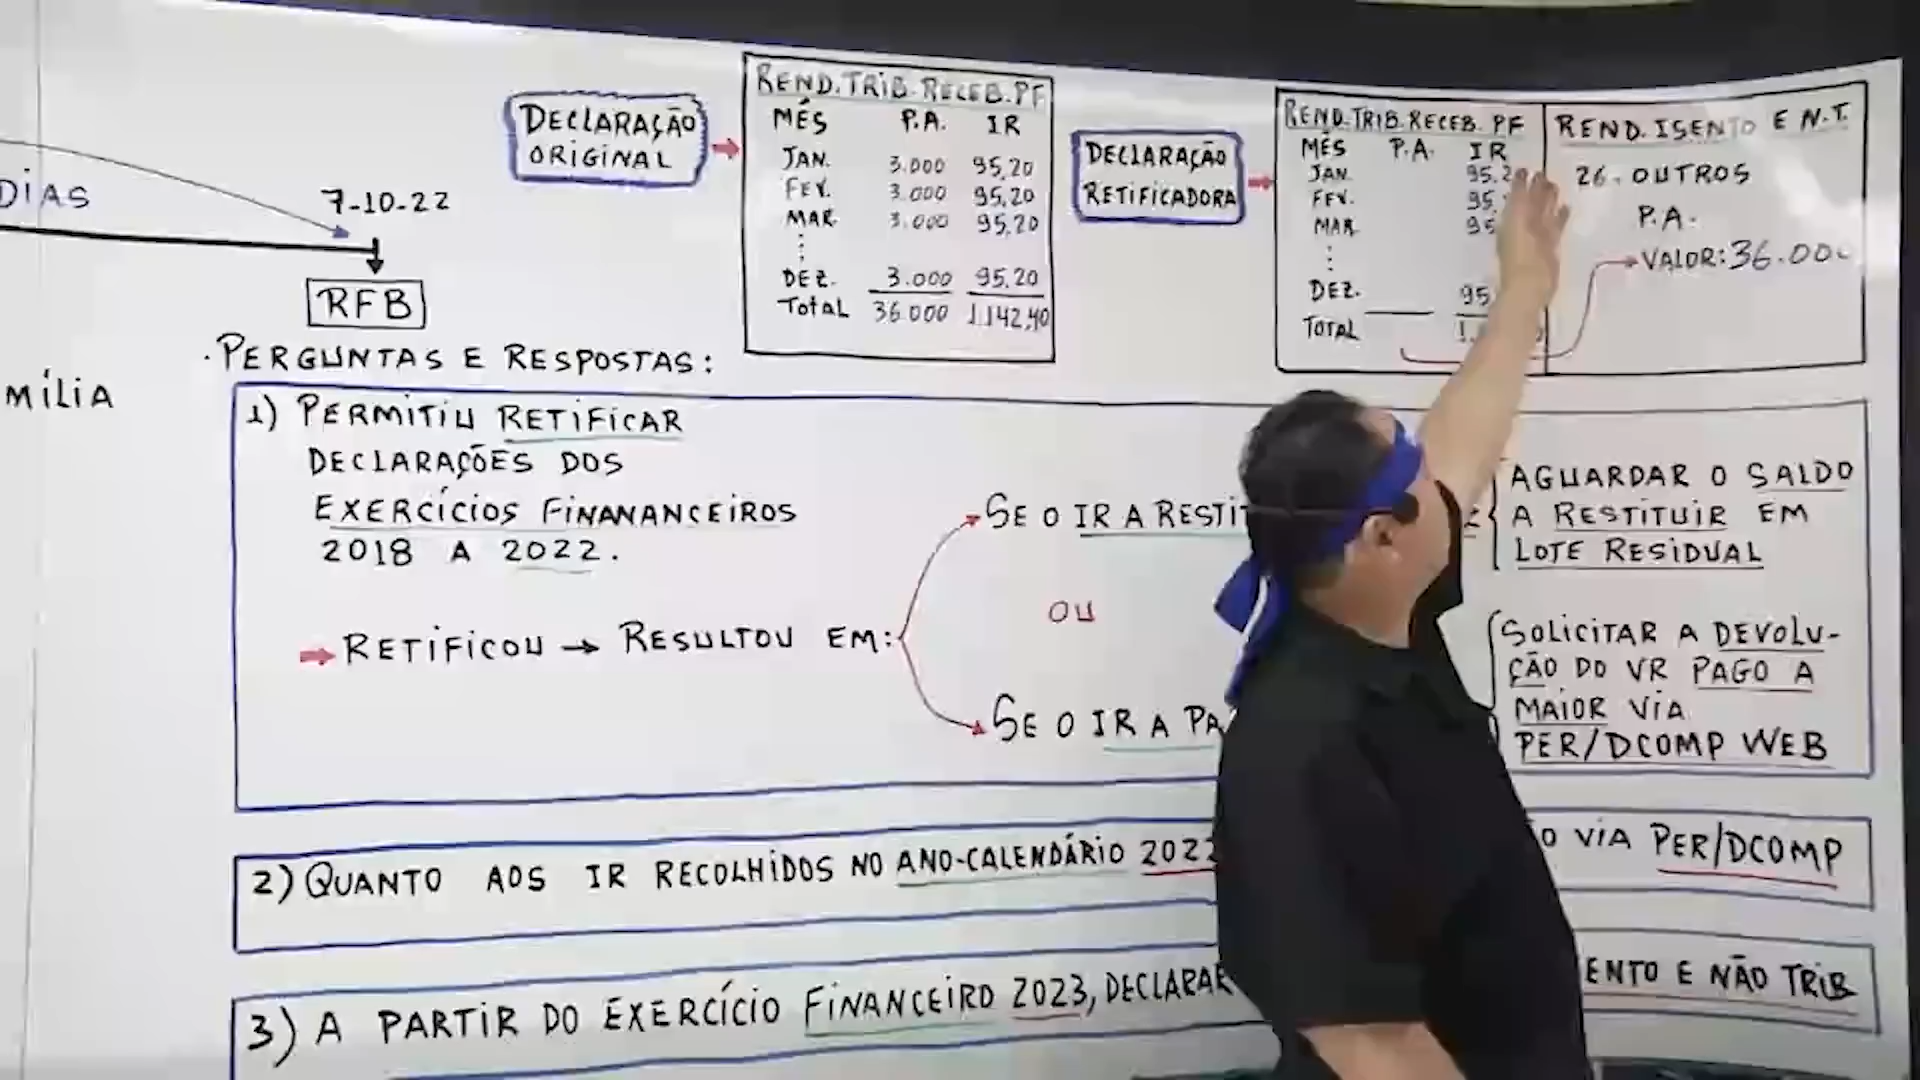 DIAS
7-10-22
RFB
MÍLIA
DECLARAÇÃO
ORIGINAL
REND.TRIB.RECEB.PF
MÊS P.A. IR
JAN. 3.000 95,20
FEV. 3.000 95,20
MAR. 3.000 95,20
DEZ. 3.000 95,20
Total 36.000 1.142,40
DECLARAÇÃO
RETIFICADORA
REND.TRIB.RECEB.PF
MÊS P.A. IR
JAN. 95,20
FEV. 95,
MAR. 95
DEZ. 95
TOTAL
REND. ISENTO E N.T.
26. OUTROS
P.A.
VALOR: 36.000
. PERGUNTAS E RESPOSTAS:
1) PERMITIU RETIFICAR
DECLARAÇÕES DOS
EXERCÍCIOS FINANANCEIROS
2018 A 2022.
RETIFICOU → RESULTOU EM:
SE O IR A RESTIT
OU
SE O IR A PA
AGUARDAR O SALDO
A RESTITUIR EM
LOTE RESIDUAL
SOLICITAR A DEVOLU-
ÇÃO DO VR PAGO A
MAIOR VIA
PER/DCOMP WEB
2) QUANTO AOS IR RECOLHIDOS NO ANO-CALENDÁRIO 2022 O VIA PER/DCOMP
3) A PARTIR DO EXERCÍCIO FINANCEIRO 2023, DECLARAR ENTO E NÃO TRIB